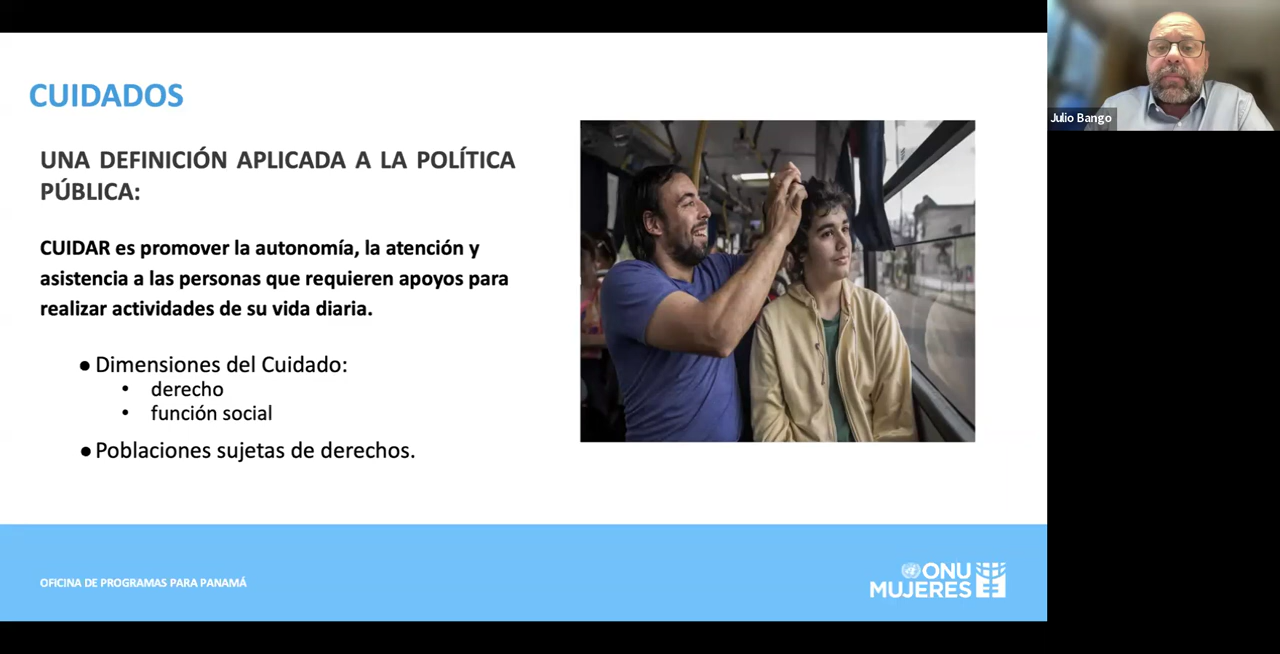 CUIDADOS
UNA DEFINICIÓN APLICADA A LA POLÍTICA
PÚBLICA:
CUIDAR es promover la autonomía, la atención y
asistencia a las personas que requieren apoyos para
realizar actividades de su vida diaria.
● Dimensiones del Cuidado:
• derecho
• función social
● Poblaciones sujetas de derechos.
OFICINA DE PROGRAMAS PARA PANAMÁ
ONU
MUJERES
Julio Bango